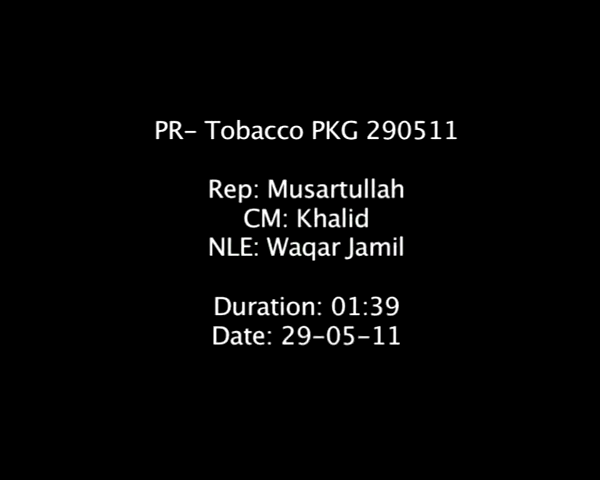 PR- Tobacco PKG 290511
Rep: Musartullah
CM: Khalid
NLE: Waqar Jamil
Duration: 01:39
Date: 29-05-11